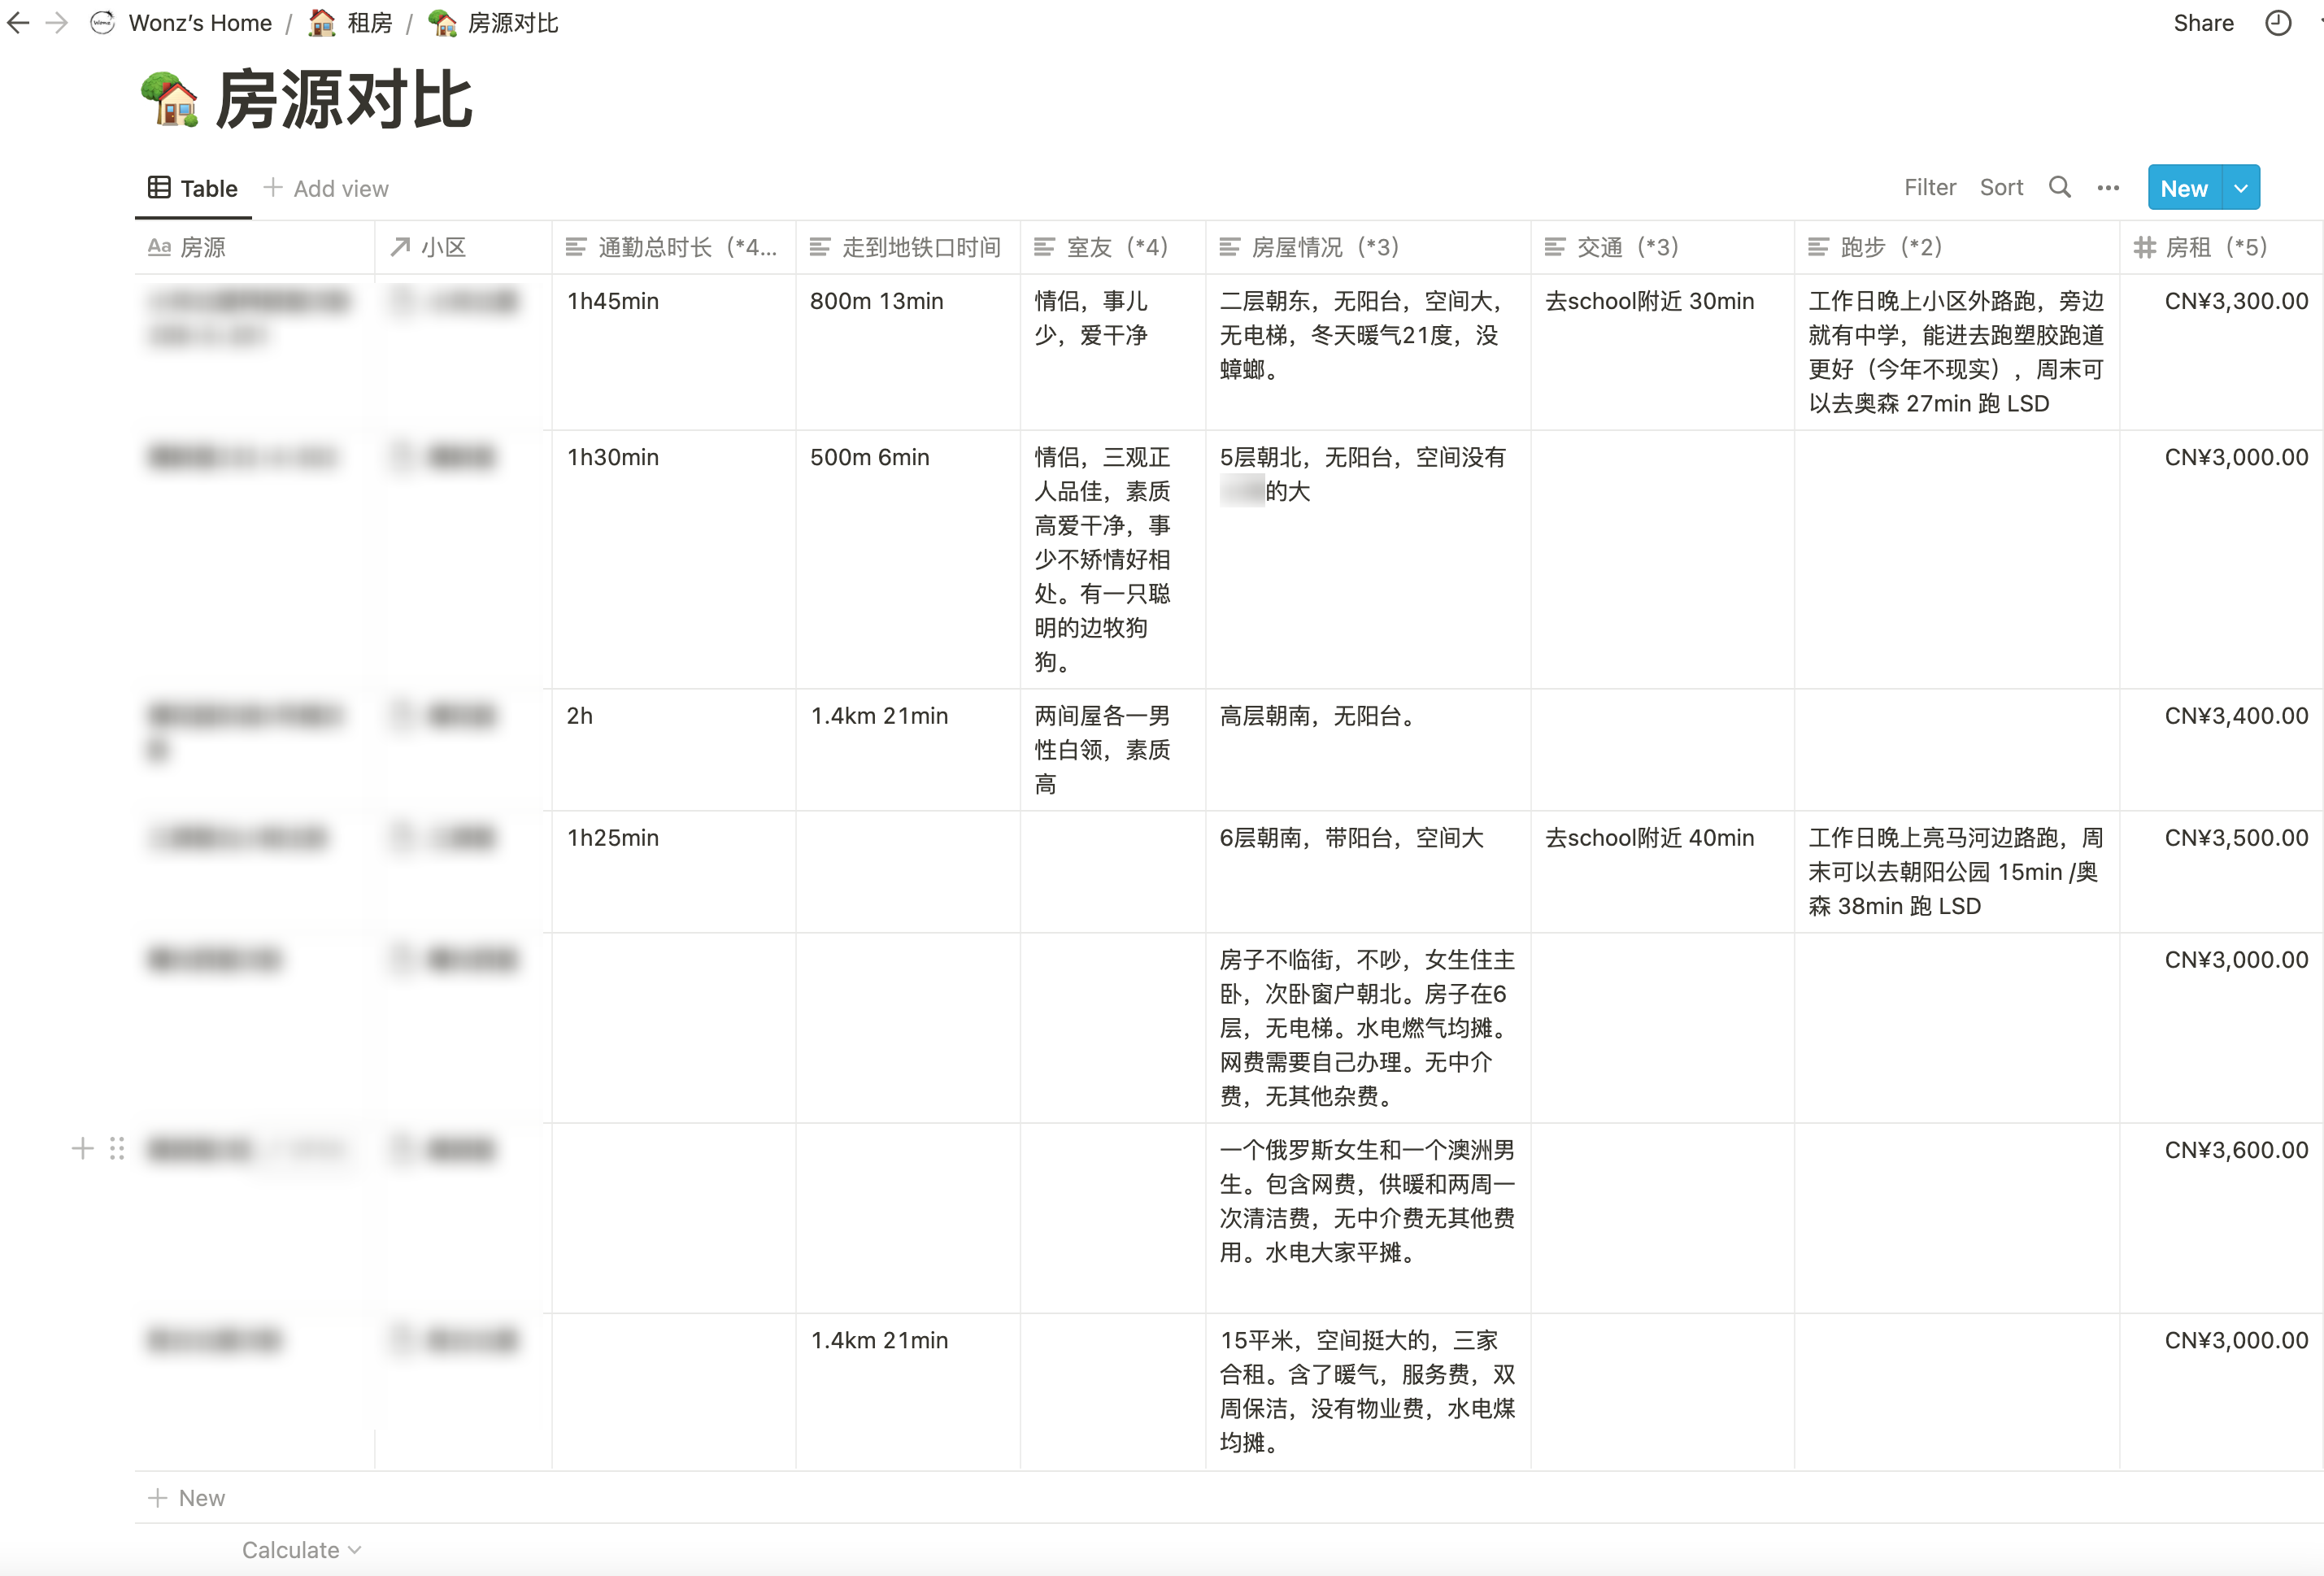 Wonz’s Home / 租房 / 房源对比
Share
房源对比
Table
Add view
Filter Sort
New
Aa 房源
小区
通勤总时长（*4...
走到地铁口时间
室友（*4）
房屋情况（*3）
交通（*3）
跑步（*2）
房租（*5）
1h45min
800m 13min
情侣，事儿
少，爱干净
二层朝东，无阳台，空间大，
无电梯，冬天暖气21度，没
蟑螂。
去school附近 30min
工作日晚上小区外路跑，旁边
就有中学，能进去跑塑胶跑道
更好（今年不现实），周末可
以去奥森 27min 跑 LSD
CN¥3,300.00
1h30min
500m 6min
情侣，三观正
人品佳，素质
高爱干净，事
少不矫情好相
处。有一只聪
明的边牧狗
狗。
5层朝北，无阳台，空间没有
的大
CN¥3,000.00
2h
1.4km 21min
两间屋各一男
性白领，素质
高
高层朝南，无阳台。
CN¥3,400.00
1h25min
6层朝南，带阳台，空间大
去school附近 40min
工作日晚上亮马河边路跑，周
末可以去朝阳公园 15min /奥
森 38min 跑 LSD
CN¥3,500.00
房子不临街，不吵，女生住主
卧，次卧窗户朝北。房子在6
层，无电梯。水电燃气均摊。
网费需要自己办理。无中介
费，无其他杂费。
CN¥3,000.00
一个俄罗斯女生和一个澳洲男
生。包含网费，供暖和两周一
次清洁费，无中介费无其他费
用。水电大家平摊。
CN¥3,600.00
1.4km 21min
15平米，空间挺大的，三家
合租。含了暖气，服务费，双
周保洁，没有物业费，水电煤
均摊。
CN¥3,000.00
New
Calculate